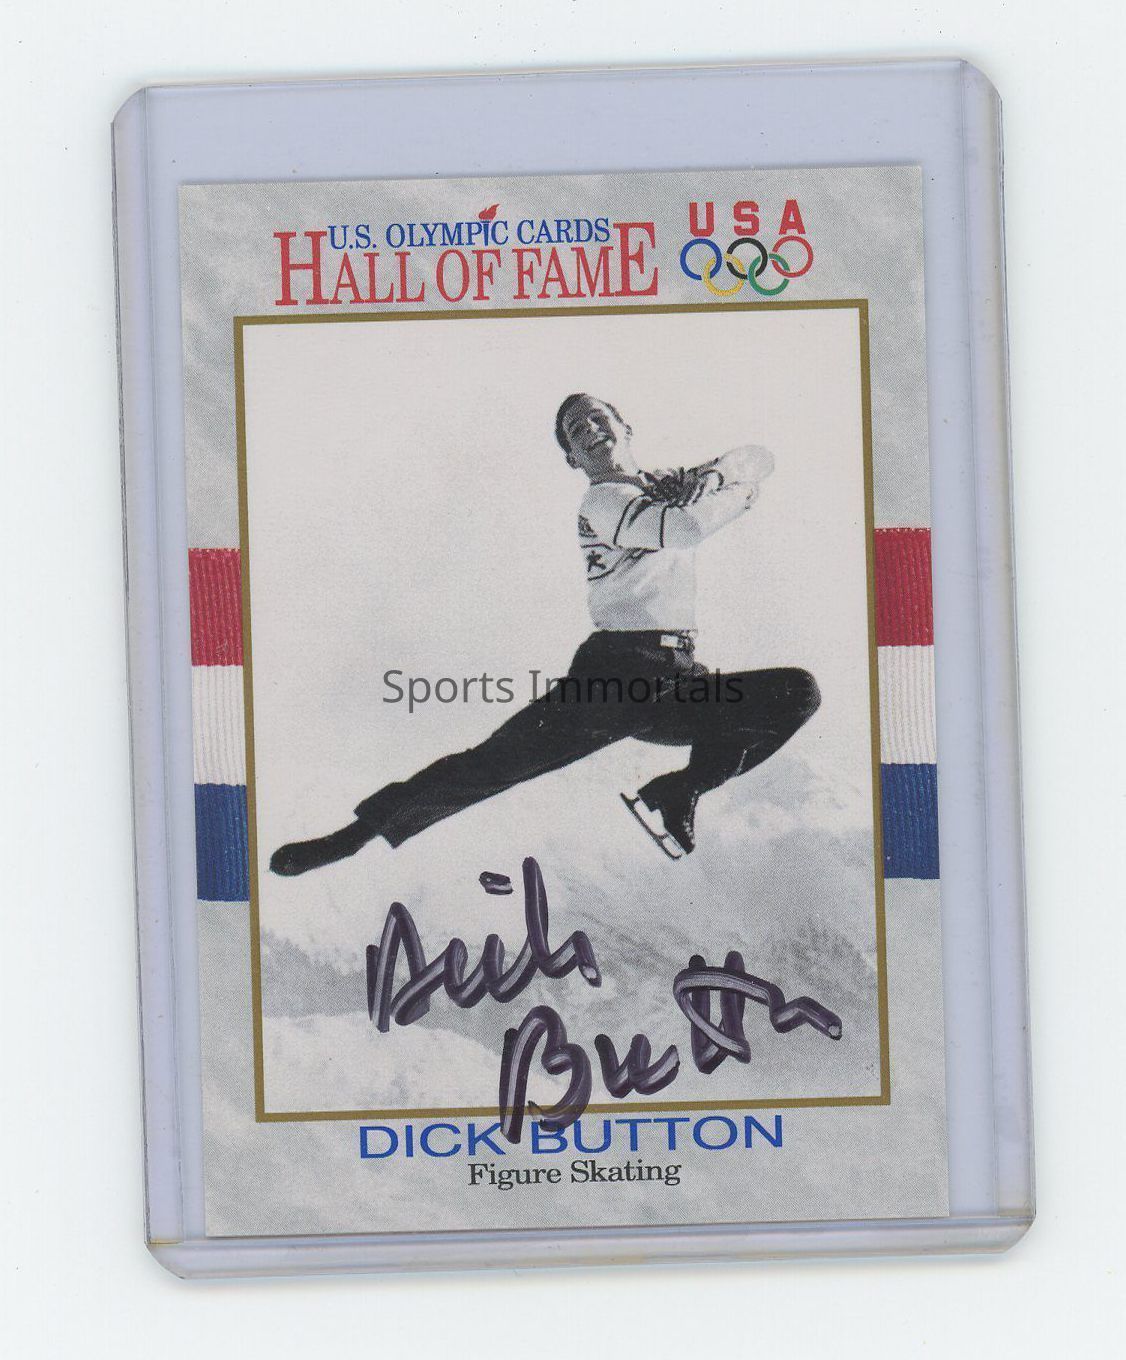 U.S. OLYMPIC CARDS
HALL OF FAME
USA
Sports Immortals
Dick
Button
DICK BUTTON
Figure Skating